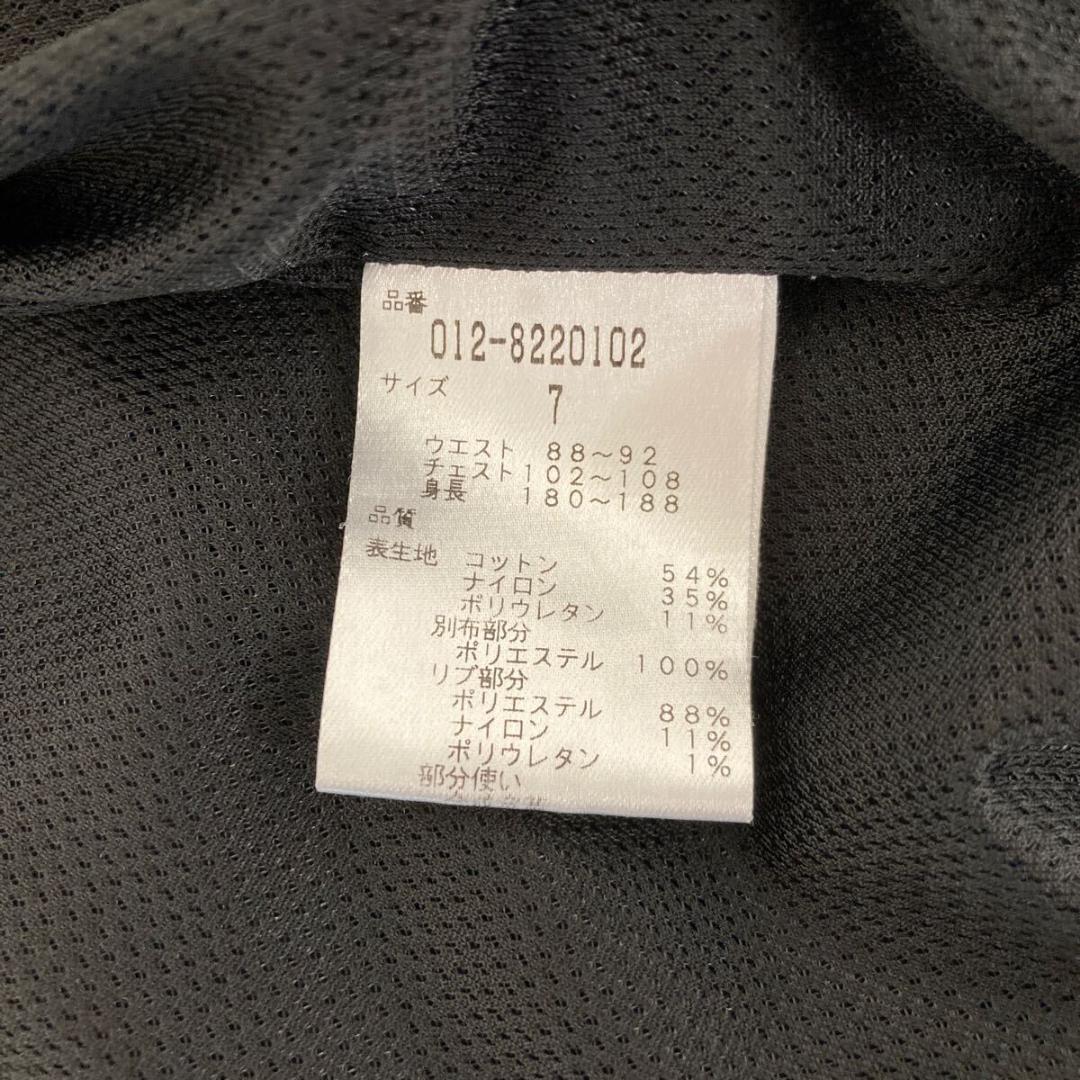 品番
012-8220102
サイズ 7
ウエスト 88～92
チェスト 102～108
身長 180～188
品質
表生地 コットン 54%
ナイロン 35%
ポリウレタン 11%
別布部分
ポリエステル 100%
リブ部分
ポリエステル 88%
ナイロン 11%
ポリウレタン 1%
部分使い